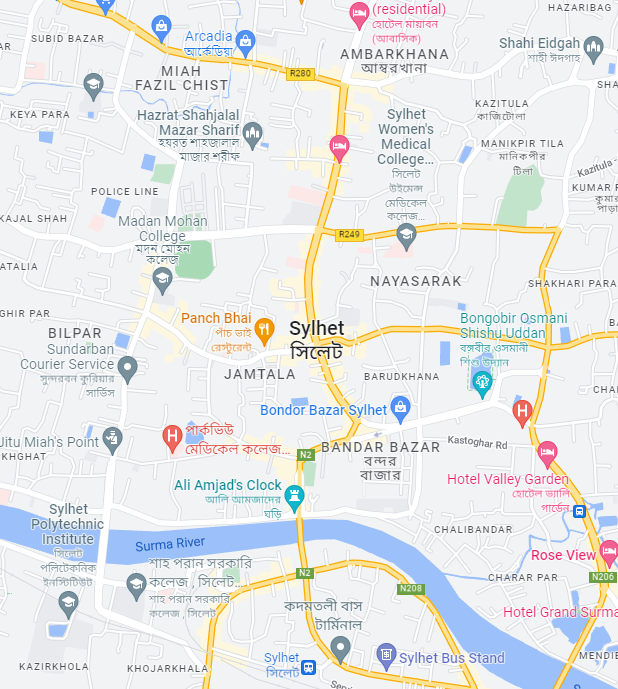 (residential)
হোটেল মায়াবন
(আবাসিক)
HAZARIBAG
SUBID BAZAR
Arcadia
আর্কেডিয়া
Shahi Eidgah
শাহী ঈদগাহ
AMBARKHANA
আম্বরখানা
MIAH
FAZIL CHIST
R280
KEYA PARA
Hazrat Shahjalal
Mazar Sharif
হযরত শাহজালাল
মাজার শরীফ
KAZITULA
কাজিটোলা
Sylhet
Women's
Medical
College...
সিলেট
উইমেন্স
মেডিকেল
কলেজ...
MANIKPIR TILA
মানিকপীর
টিলা
Kazitula -
KUMAR
কুমার
পাড়া
POLICE LINE
KAJAL SHAH
Madan Mohan
College
মদন মোহন
কলেজ
R249
ATALIA
NAYASARAK
SHAKHARI PARA
GHIR PAR
BILPAR
Panch Bhai
পাঁচ ভাই
রেস্টুরেন্ট
Sylhet
সিলেট
Bongobir Osmani
Shishu Uddan
বঙ্গবীর ওসমানী
শিশু উদ্যান
Sundarban
Courier Service
সুন্দরবন কুরিয়ার
সার্ভিস
JAMTALA
BARUDKHANA
Bondor Bazar Sylhet
Jitu Miah's Point
KHGHAT
পার্কভিউ
মেডিকেল কলেজ...
N2
BANDAR BAZAR
বন্দর
বাজার
Kastoghar Rd
Hotel Valley Garden
হোটেল ভ্যালি
গার্ডেন
Ali Amjad's Clock
আলি আমজাদের
ঘড়ি
Sylhet
Polytechnic
Institute
সিলেট
পলিটেকনিক
ইনস্টিটিউট
Surma River
CHALIBANDAR
Rose View
শাহ পরান সরকারি
কলেজ , সিলেট...
শাহ পরান সরকারি
কলেজ , সিলেট
N2
N208
CHARAR PAR
N206
কদমতলী বাস
টার্মিনাল
Hotel Grand Surma
Sylhet
সিলেট
Sylhet Bus Stand
KAZIRKHOLA
KHOJARKHALA